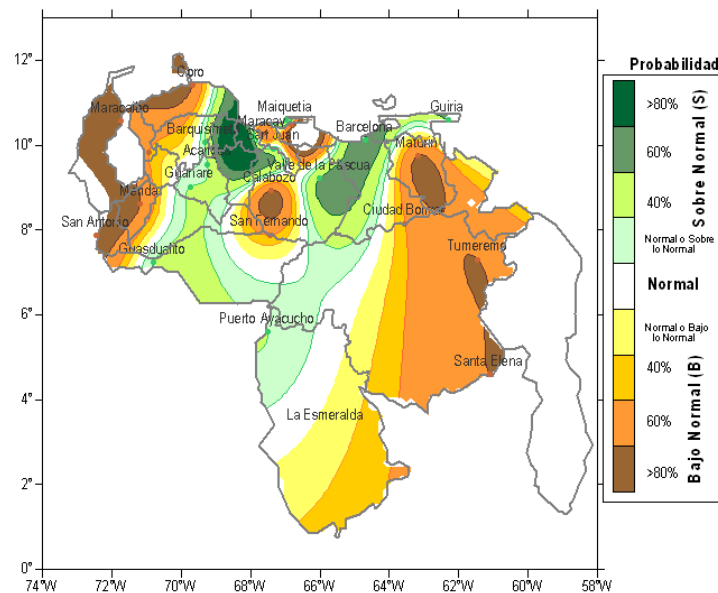 Probabilidad
>80%
60%
40%
Normal o Sobre
lo Normal
Normal
Normal o Bajo
lo Normal
40%
60%
>80%
Sobre Normal (S)
Bajo Normal (B)
12°
10°
8°
6°
4°
2°
0°
74°W
72°W
70°W
68°W
66°W
64°W
62°W
60°W
58°W
Coro
Maracaibo
Maiquetia
Guiria
Barquisimeto
Maracay
Barcelona
San Juan
Acarigua
Maturin
Valle de la Pascua
Guanare
Calabozo
Merida
San Antonio
San Fernando
Ciudad Bolivar
Guasdualito
Tumeremo
Puerto Ayacucho
Santa Elena
La Esmeralda